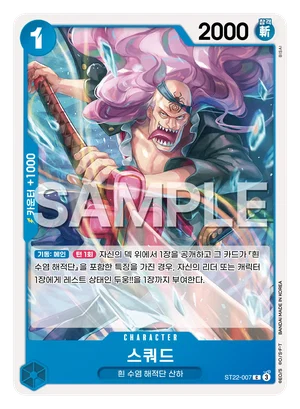 1
2000
참격
斬
카운터 +1000
SAMPLE
기동: 메인 턴 1회 자신의 덱 위에서 1장을 공개하고 그 카드가 『흰
수염 해적단』을 포함한 특징을 가진 경우, 자신의 리더 또는 캐릭터
1장에게 레스트 상태인 두웅!!을 1장까지 부여한다.
CHARACTER
스쿼드
흰 수염 해적단 산하
ST22-007 C
BANDAI MADE IN KOREA